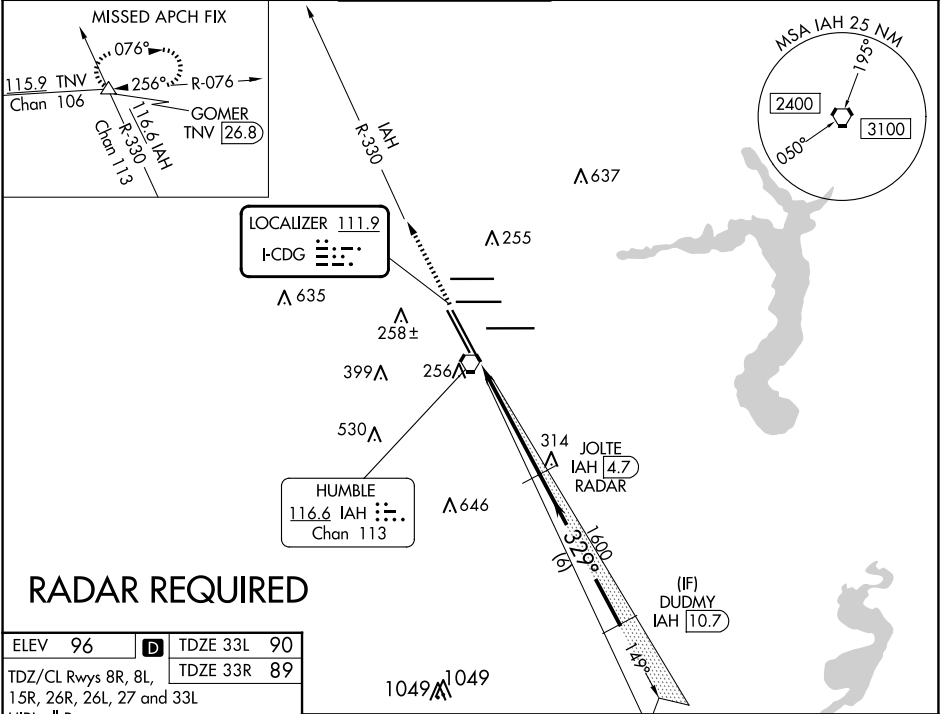 MISSED APCH FIX
076°
115.9 TNV
Chan 106
256°
R-076
GOMER
TNV 26.8
116.6 IAH
R-330
Chan 113
IAH
R-330
MSA IAH 25 NM
195°
2400
3100
050°
637
LOCALIZER 111.9
I-CDG
255
635
258±
399
256
530
314
JOLTE
IAH 4.7
RADAR
HUMBLE
116.6 IAH
Chan 113
646
1600
329°
(6)
(IF)
DUDMY
IAH 10.7
149°
RADAR REQUIRED
ELEV 96
D
TDZE 33L 90
TDZE 33R 89
TDZ/CL Rwys 8R, 8L,
15R, 26R, 26L, 27 and 33L
1049
1049